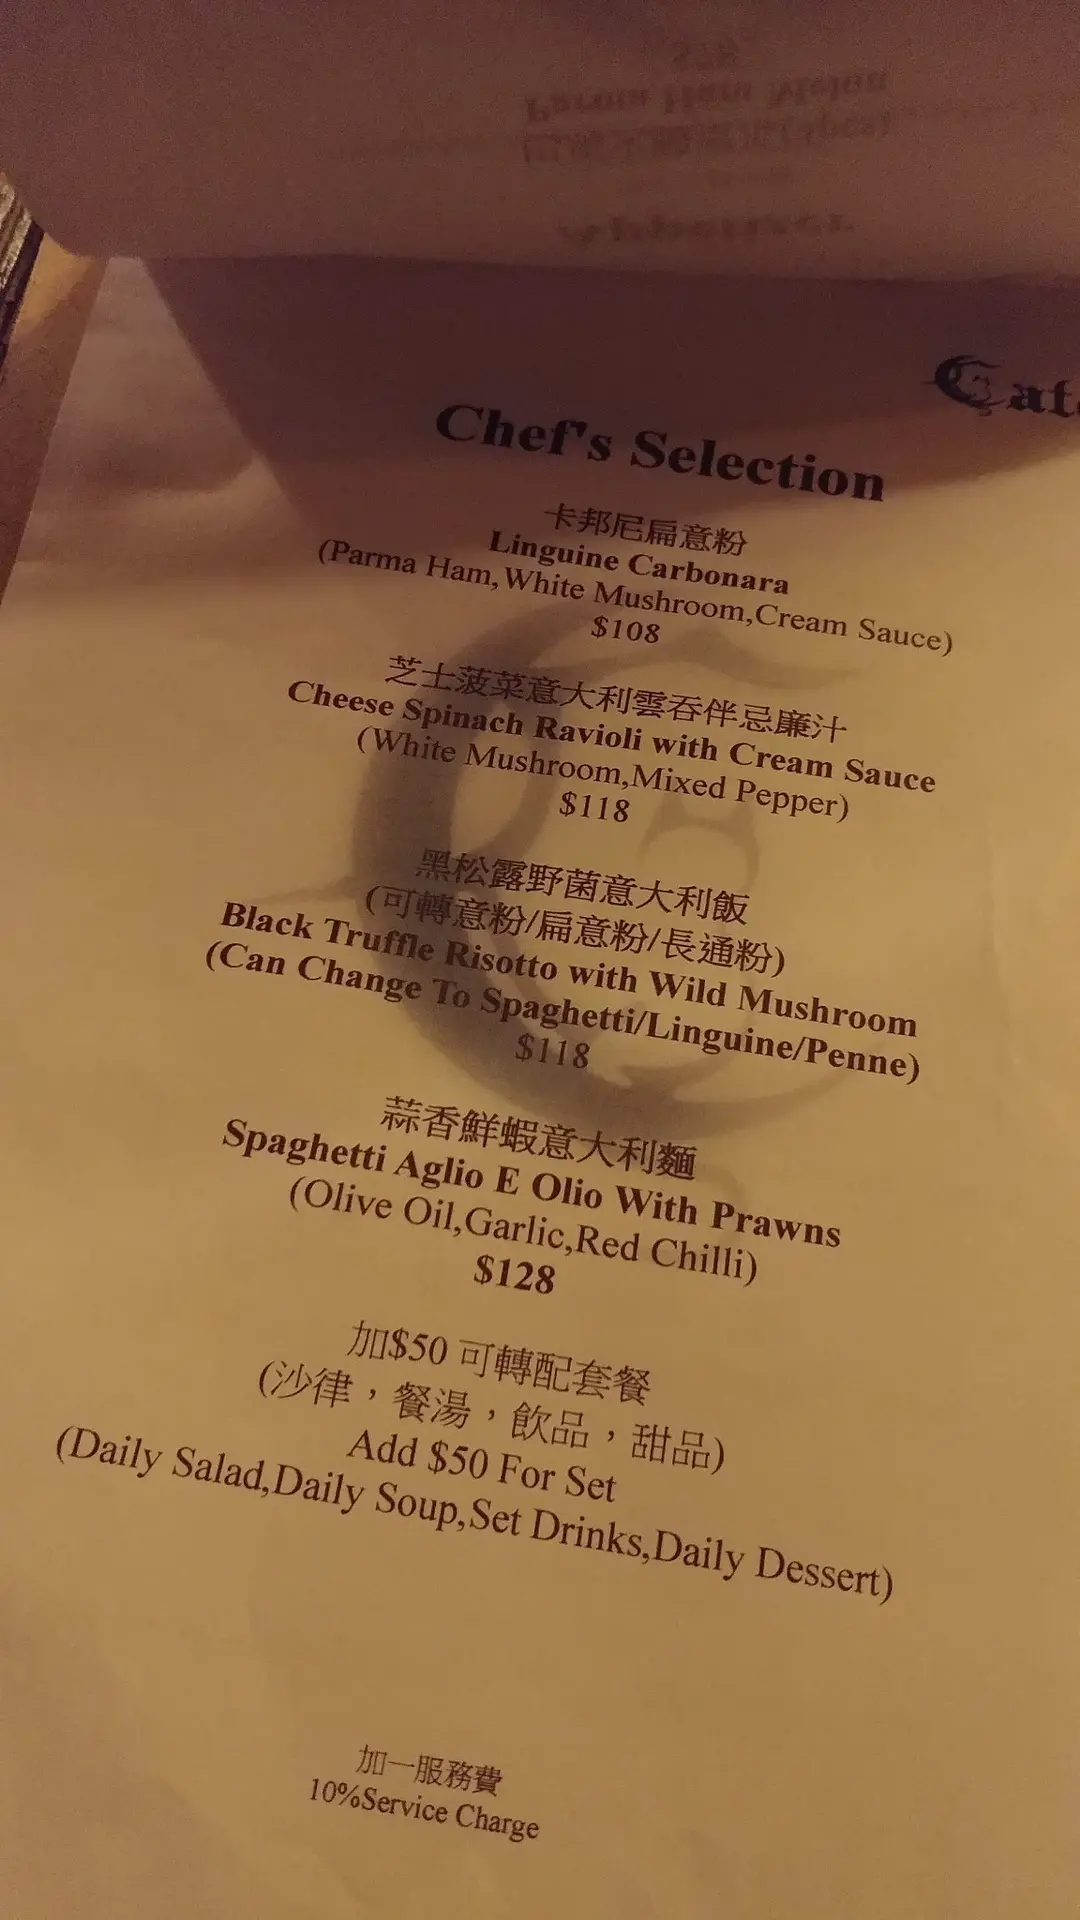 Chef's Selection
卡邦尼扁意粉
Linguine Carbonara
(Parma Ham,White Mushroom,Cream Sauce)
$108
芝士菠菜意大利雲吞伴忌廉汁
Cheese Spinach Ravioli with Cream Sauce
(White Mushroom,Mixed Pepper)
$118
黑松露野菌意大利飯
(可轉意粉/扁意粉/長通粉)
Black Truffle Risotto with Wild Mushroom
(Can Change To Spaghetti/Linguine/Penne)
$118
蒜香鮮蝦意大利麵
Spaghetti Aglio E Olio With Prawns
(Olive Oil,Garlic,Red Chilli)
$128
加$50 可轉配套餐
(沙律，餐湯，飲品，甜品)
Add $50 For Set
(Daily Salad,Daily Soup,Set Drinks,Daily Dessert)
加一服務費
10%Service Charge